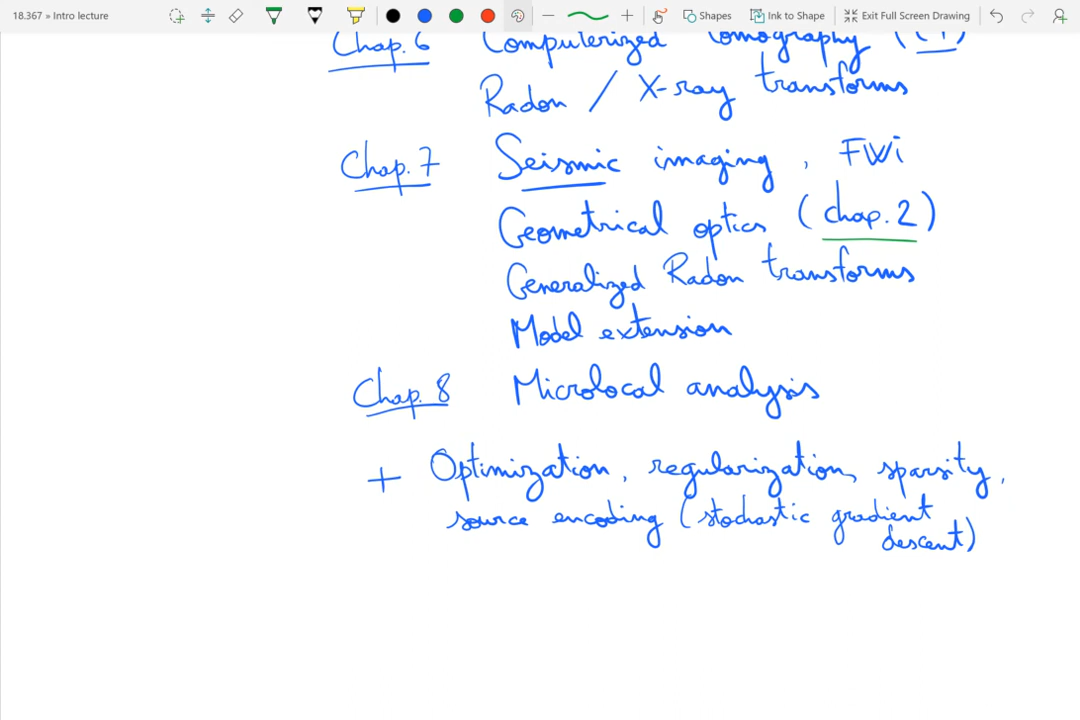 18.367 » Intro lecture
Shapes
Ink to Shape
Exit Full Screen Drawing
Chap. 6 Computerized tomography (CT)
Radon / X-ray transforms
Chap. 7 Seismic imaging, FWi
Geometrical optics (chap. 2)
Generalized Radon transforms
Model extension
Chap. 8 Microlocal analysis
+ Optimization, regularization, sparsity,
source encoding (stochastic gradient
descent)